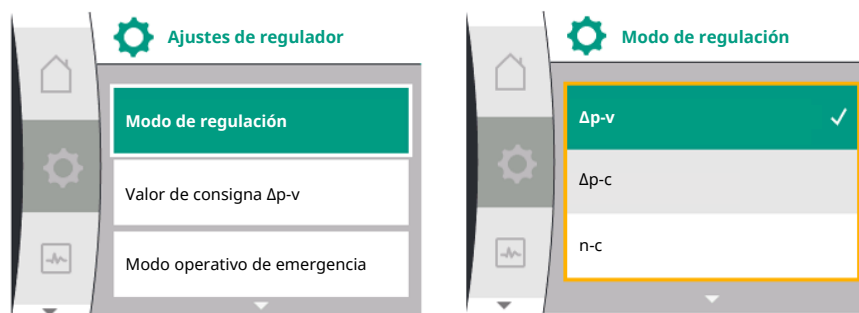 Ajustes de regulador
Modo de regulación
Valor de consigna Δp-v
Modo operativo de emergencia
Modo de regulación
Δp-v
Δp-c
n-c